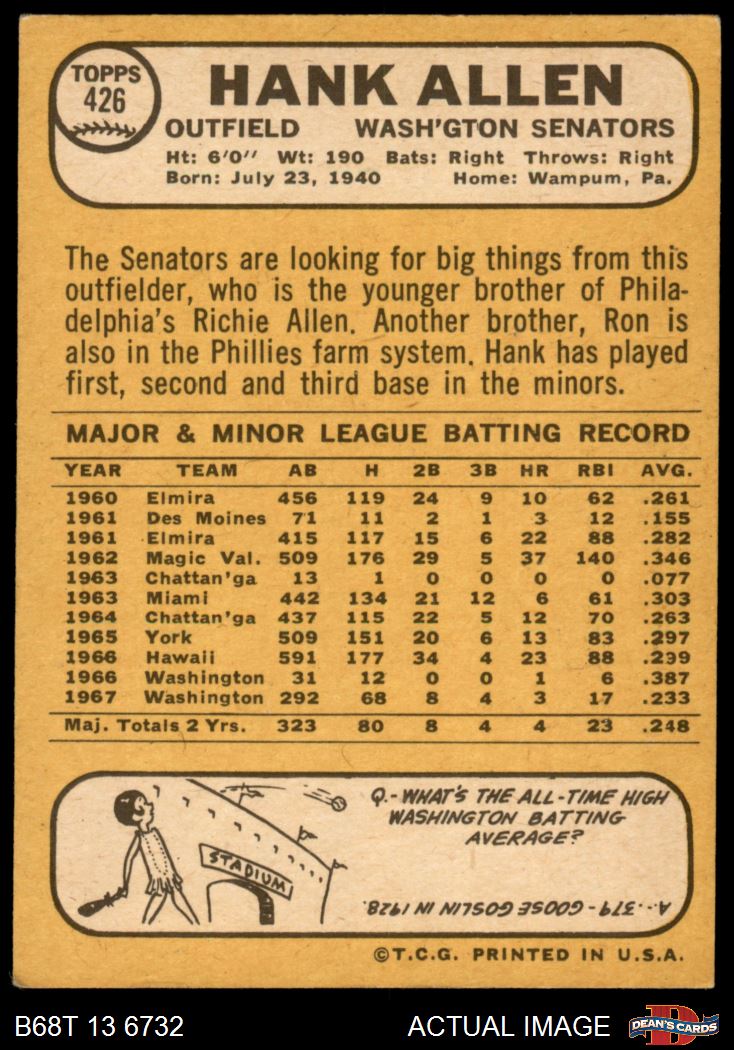 TOPPS
426
HANK ALLEN
OUTFIELD WASH'GTON SENATORS
Ht: 6'0" Wt: 190 Bats: Right Throws: Right
Born: July 23, 1940 Home: Wampum, Pa.
The Senators are looking for big things from this
outfielder, who is the younger brother of Phila-
delphia's Richie Allen. Another brother, Ron is
also in the Phillies farm system. Hank has played
first, second and third base in the minors.
MAJOR & MINOR LEAGUE BATTING RECORD
YEAR TEAM AB H 2B 3B HR RBI AVG.
1960 Elmira 456 119 24 9 10 62 .261
1961 Des Moines 71 11 2 1 3 12 .155
1961 Elmira 415 117 15 6 22 88 .282
1962 Magic Val. 509 176 29 5 37 140 .346
1963 Chattan'ga 13 1 0 0 0 0 .077
1963 Miami 442 134 21 12 6 61 .303
1964 Chattan'ga 437 115 22 5 12 70 .263
1965 York 509 151 20 6 13 83 .297
1966 Hawaii 591 177 34 4 23 88 .299
1966 Washington 31 12 0 0 1 6 .387
1967 Washington 292 68 8 4 3 17 .233
Maj. Totals 2 Yrs. 323 80 8 4 4 23 .248
Q.- WHAT'S THE ALL-TIME HIGH
WASHINGTON BATTING
AVERAGE?
STADIUM
A..379 - GOOSE GOSLIN IN 1928.
©T.C.G. PRINTED IN U.S.A.
B68T 13 6732 ACTUAL IMAGE
DEAN'S CARDS